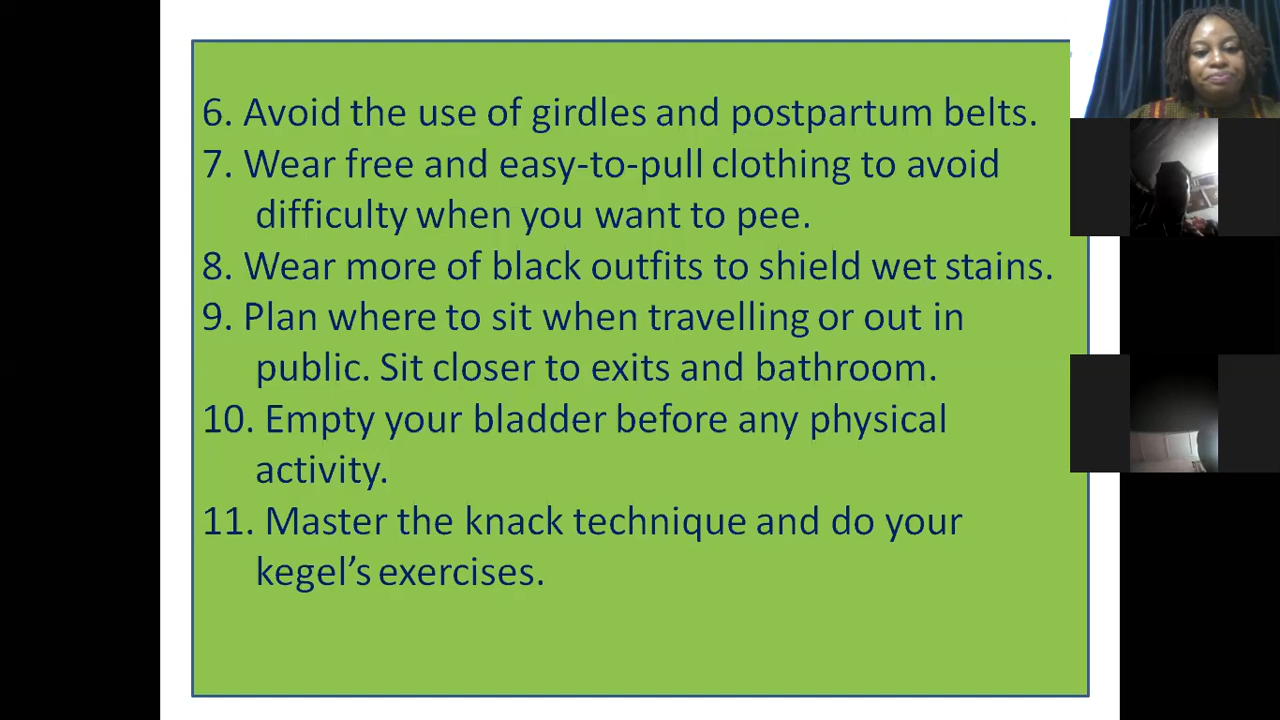 6. Avoid the use of girdles and postpartum belts.
7. Wear free and easy-to-pull clothing to avoid
difficulty when you want to pee.
8. Wear more of black outfits to shield wet stains.
9. Plan where to sit when travelling or out in
public. Sit closer to exits and bathroom.
10. Empty your bladder before any physical
activity.
11. Master the knack technique and do your
kegel’s exercises.